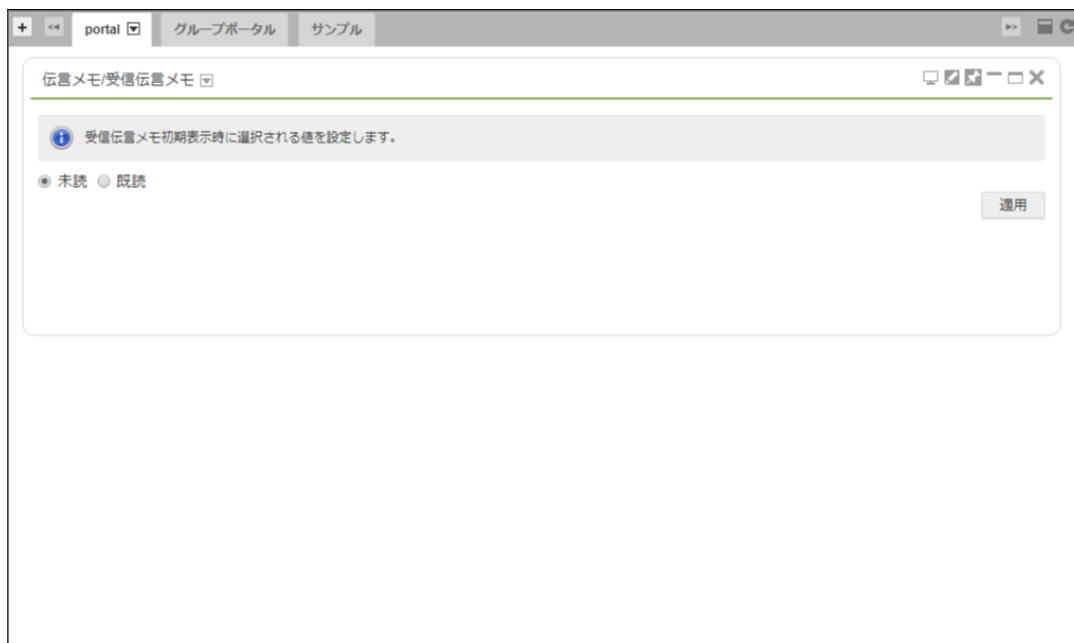 portal グループポータル サンプル
伝言メモ/受信伝言メモ
受信伝言メモ初期表示時に選択される値を設定します。
未読 既読
適用